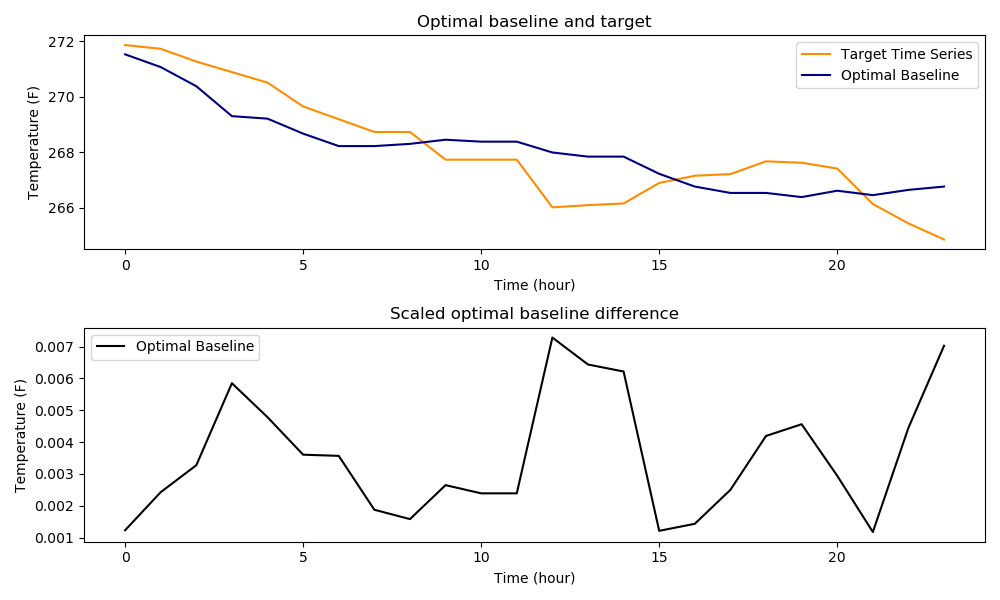 Optimal baseline and target
Temperature (F)
272
270
268
266
Target Time Series
Optimal Baseline
0 5 10 15 20
Time (hour)
Scaled optimal baseline difference
Temperature (F)
0.007
0.006
0.005
0.004
0.003
0.002
0.001
Optimal Baseline
0 5 10 15 20
Time (hour)